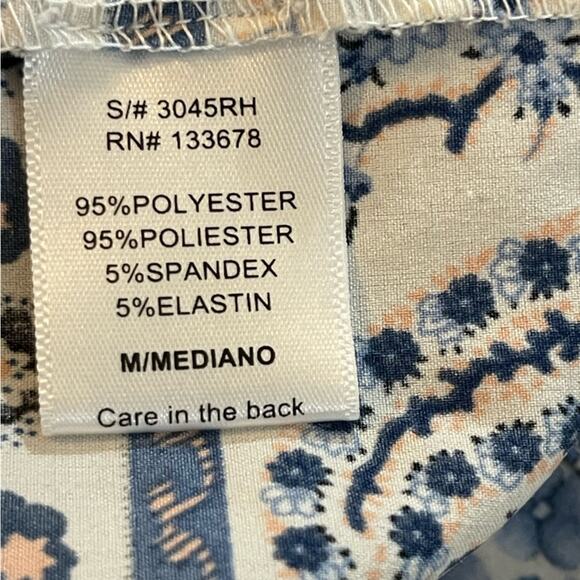 S/# 3045RH
RN# 133678
95%POLYESTER
95%POLIESTER
5%SPANDEX
5%ELASTIN
M/MEDIANO
Care in the back